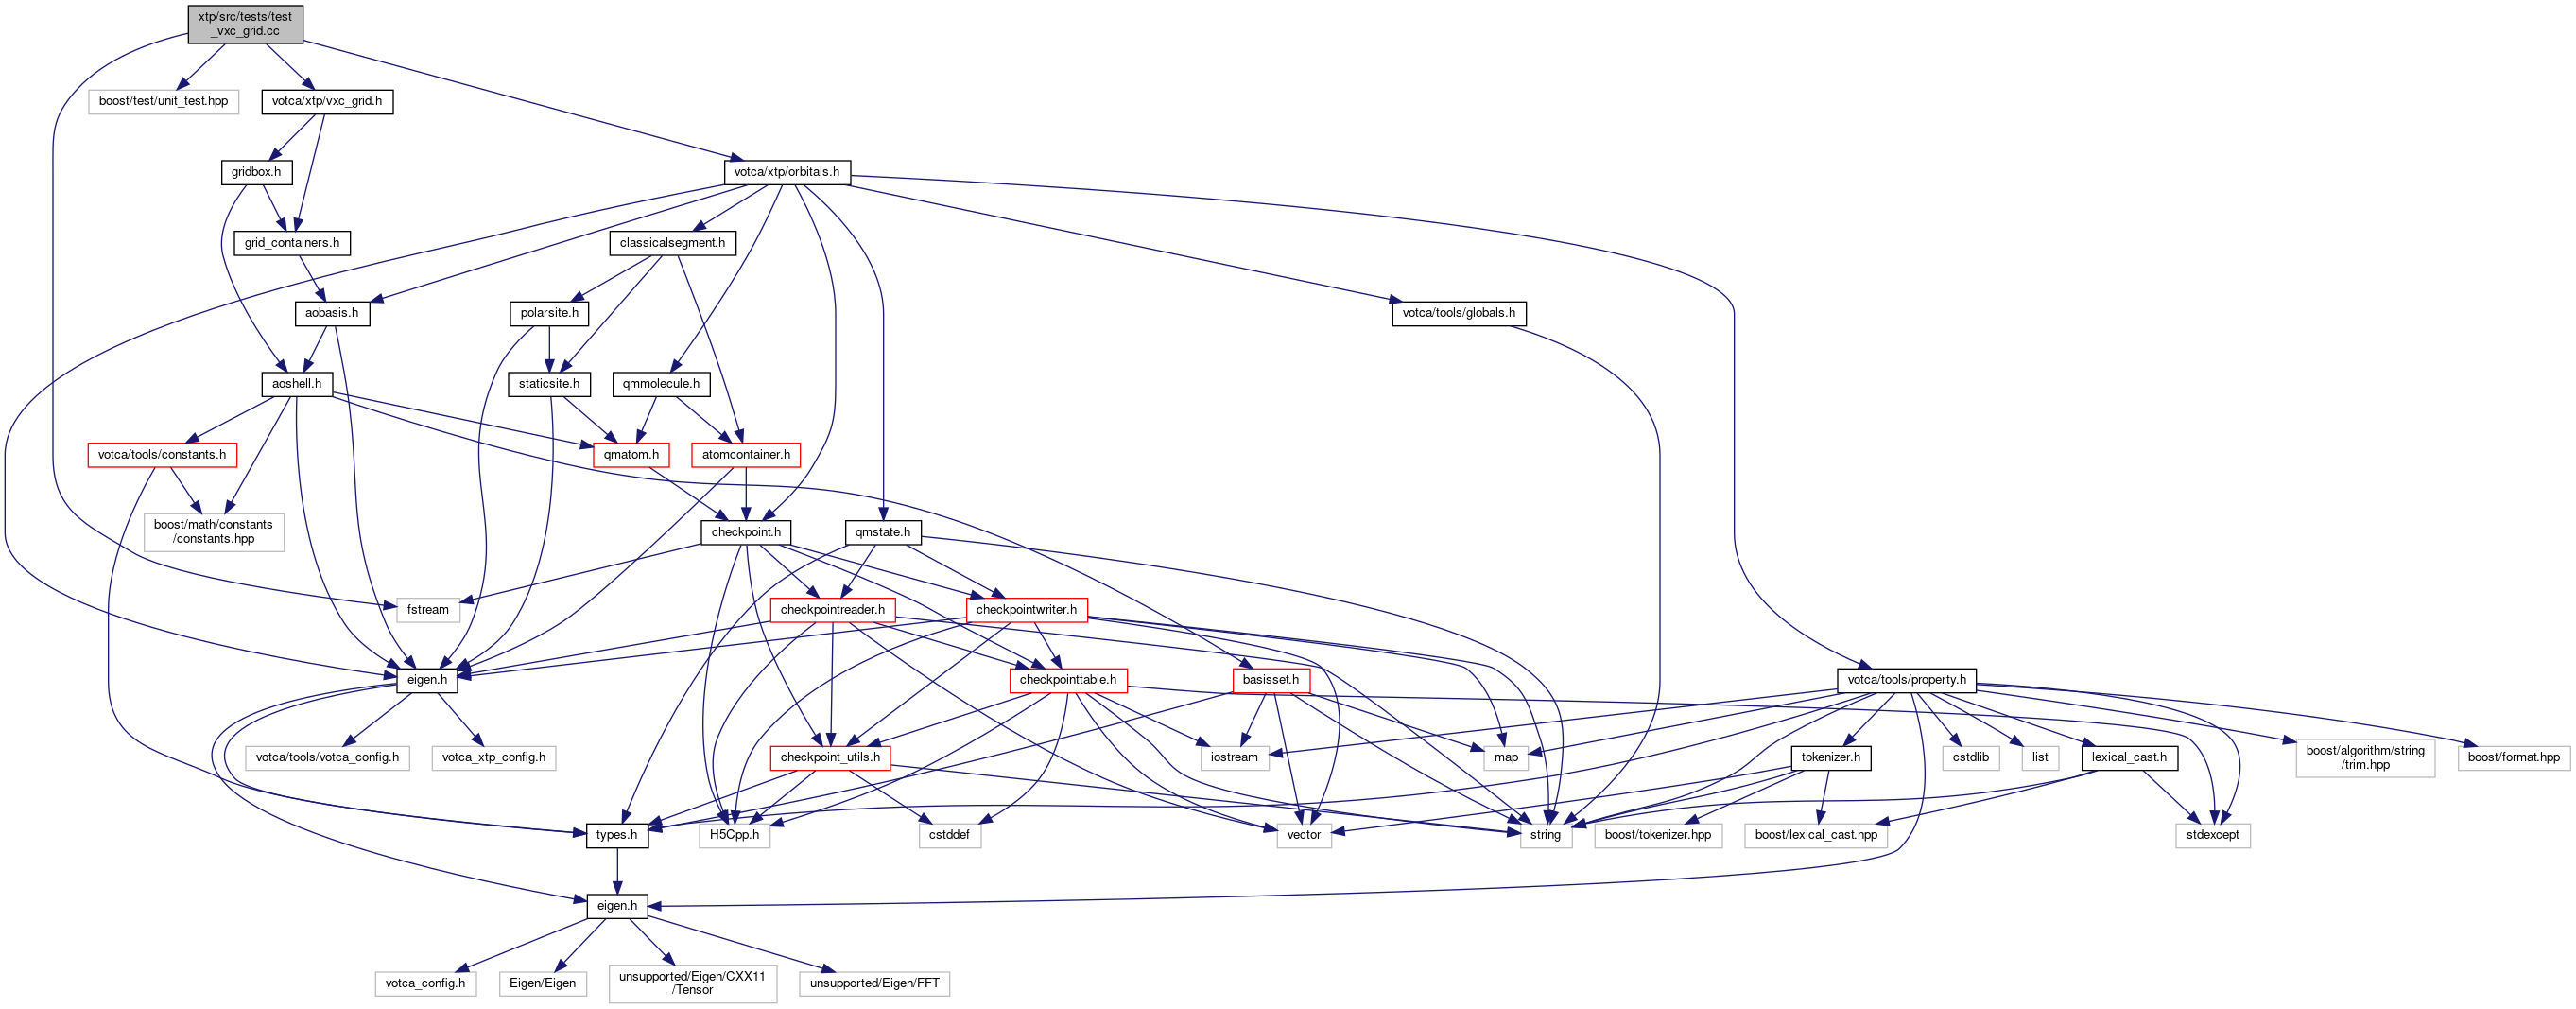 xtp/src/tests/test
_vxc_grid.cc
boost/test/unit_test.hpp
votca/xtp/vxc_grid.h
gridbox.h
votca/xtp/orbitals.h
grid_containers.h
classicalsegment.h
aobasis.h
polarsite.h
votca/tools/globals.h
aoshell.h
staticsite.h
qmmolecule.h
votca/tools/constants.h
qmatom.h
atomcontainer.h
boost/math/constants
/constants.hpp
checkpoint.h
qmstate.h
fstream
checkpointreader.h
checkpointwriter.h
eigen.h
checkpointtable.h
basisset.h
votca/tools/property.h
votca/tools/votca_config.h
votca_xtp_config.h
checkpoint_utils.h
iostream
map
tokenizer.h
cstdlib
list
lexical_cast.h
boost/algorithm/string
/trim.hpp
boost/format.hpp
types.h
H5Cpp.h
cstddef
vector
string
boost/tokenizer.hpp
boost/lexical_cast.hpp
stdexcept
eigen.h
votca_config.h
Eigen/Eigen
unsupported/Eigen/CXX11
/Tensor
unsupported/Eigen/FFT